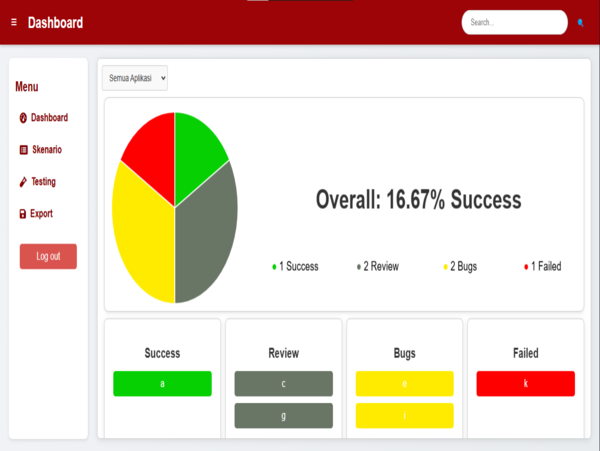 Dashboard
Search...
Menu
Dashboard
Skenario
Testing
Export
Log out
Semua Aplikasi
Overall: 16.67% Success
1 Success
2 Review
2 Bugs
1 Failed
Success
Review
Bugs
Failed
a
c
e
k
g